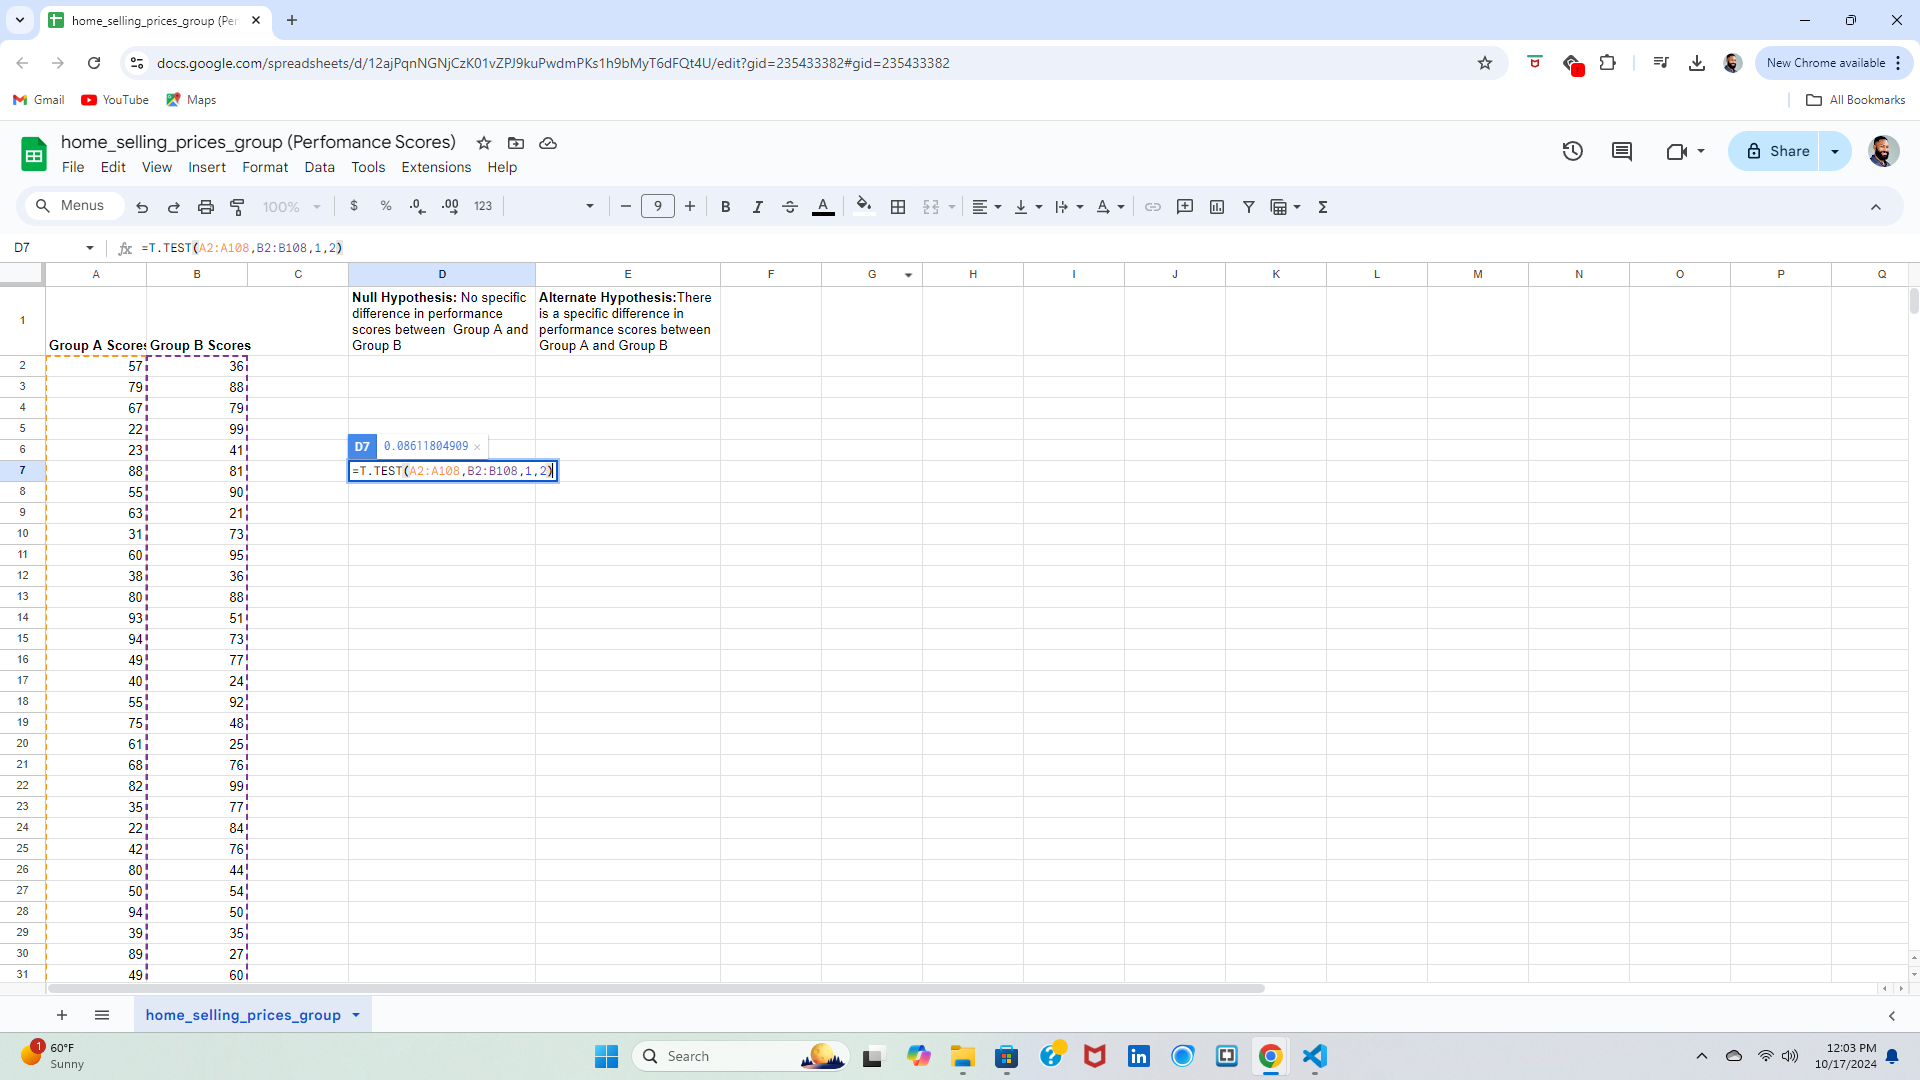 home_selling_prices_group (Per
docs.google.com/spreadsheets/d/12ajPqnNGNjCzK01vZPJ9kuPwdmPKs1h9bMyT6dFQt4U/edit?gid=235433382#gid=235433382
New Chrome available
Gmail YouTube Maps All Bookmarks
home_selling_prices_group (Perfomance Scores)
File Edit View Insert Format Data Tools Extensions Help
Share
Menus 100% $ % .0 .00 123 9 B I A Σ
D7 fx =T.TEST(A2:A108,B2:B108,1,2)
A B C D E F G H I J K L M N O P Q
1 Group A Scores Group B Scores
Null Hypothesis: No specific
difference in performance
scores between Group A and
Group B
Alternate Hypothesis:There
is a specific difference in
performance scores between
Group A and Group B
2 57 36
3 79 88
4 67 79
5 22 99
6 23 41
D7 0.08611804909 ×
7 88 81 =T.TEST(A2:A108,B2:B108,1,2)
8 55 90
9 63 21
10 31 73
11 60 95
12 38 36
13 80 88
14 93 51
15 94 73
16 49 77
17 40 24
18 55 92
19 75 48
20 61 25
21 68 76
22 82 99
23 35 77
24 22 84
25 42 76
26 80 44
27 50 54
28 94 50
29 39 35
30 89 27
31 49 60
home_selling_prices_group
1 60°F
Sunny
Search
12:03 PM
10/17/2024